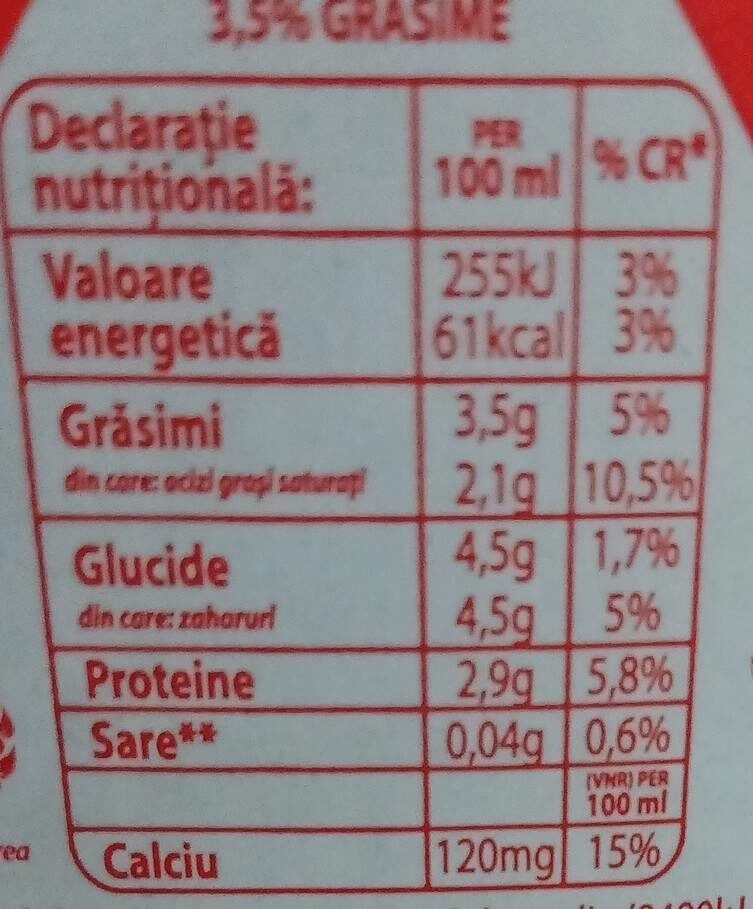 3,5% GRĂSIME
Declarație nutrițională: PER 100 ml % CR*
Valoare energetică 255kJ 3%
61kcal 3%
Grăsimi 3,5g 5%
din care: acizi grași saturați 2,1g 10,5%
Glucide 4,5g 1,7%
din care: zaharuri 4,5g 5%
Proteine 2,9g 5,8%
Sare** 0,04g 0,6%
(VNR) PER 100 ml
Calciu 120mg 15%